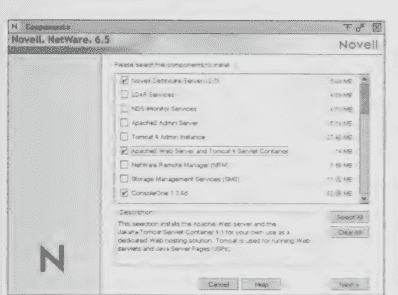 Components
Novell. NetWare. 6.5
Novell
Please select the components to install
Novell Certificate Server
LDAP Services
NDS iMonitor Services
Apache2 Admin Server
Tomcat 4 Admin Instance
Apache2 Web Server and Tomcat 4 Servlet Container
NetWare Remote Manager (NRM)
Storage Management Services (SMS)
ConsoleOne 1.3.6d
Description
This selection installs the Apache Web server and the
Jakarta-Tomcat Servlet Container 4.1 for your own use as a
dedicated Web hosting solution. Tomcat is used for running Web
servlets and Java Server Pages (JSPs).
Select All
Clear All
N
Cancel
Help
Next >